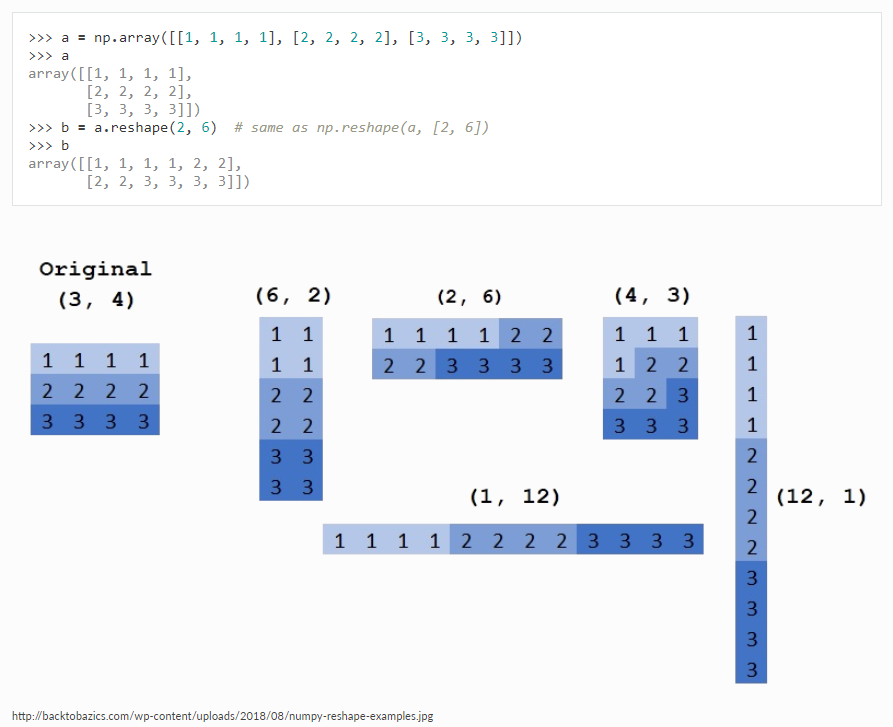 >>> a = np.array([[1, 1, 1, 1], [2, 2, 2, 2], [3, 3, 3, 3]])
>>> a
array([[1, 1, 1, 1],
       [2, 2, 2, 2],
       [3, 3, 3, 3]])
>>> b = a.reshape(2, 6)  # same as np.reshape(a, [2, 6])
>>> b
array([[1, 1, 1, 1, 2, 2],
       [2, 2, 3, 3, 3, 3]])
Original
(3, 4)
1 1 1 1
2 2 2 2
3 3 3 3
(6, 2)
1 1
1 1
2 2
2 2
3 3
3 3
(2, 6)
1 1 1 1 2 2
2 2 3 3 3 3
(4, 3)
1 1 1
1 2 2
2 2 3
3 3 3
(1, 12)
1 1 1 1 2 2 2 2 3 3 3 3
1
1
1
1
2
2
2
2
3
3
3
3
(12, 1)
http://backtobazics.com/wp-content/uploads/2018/08/numpy-reshape-examples.jpg